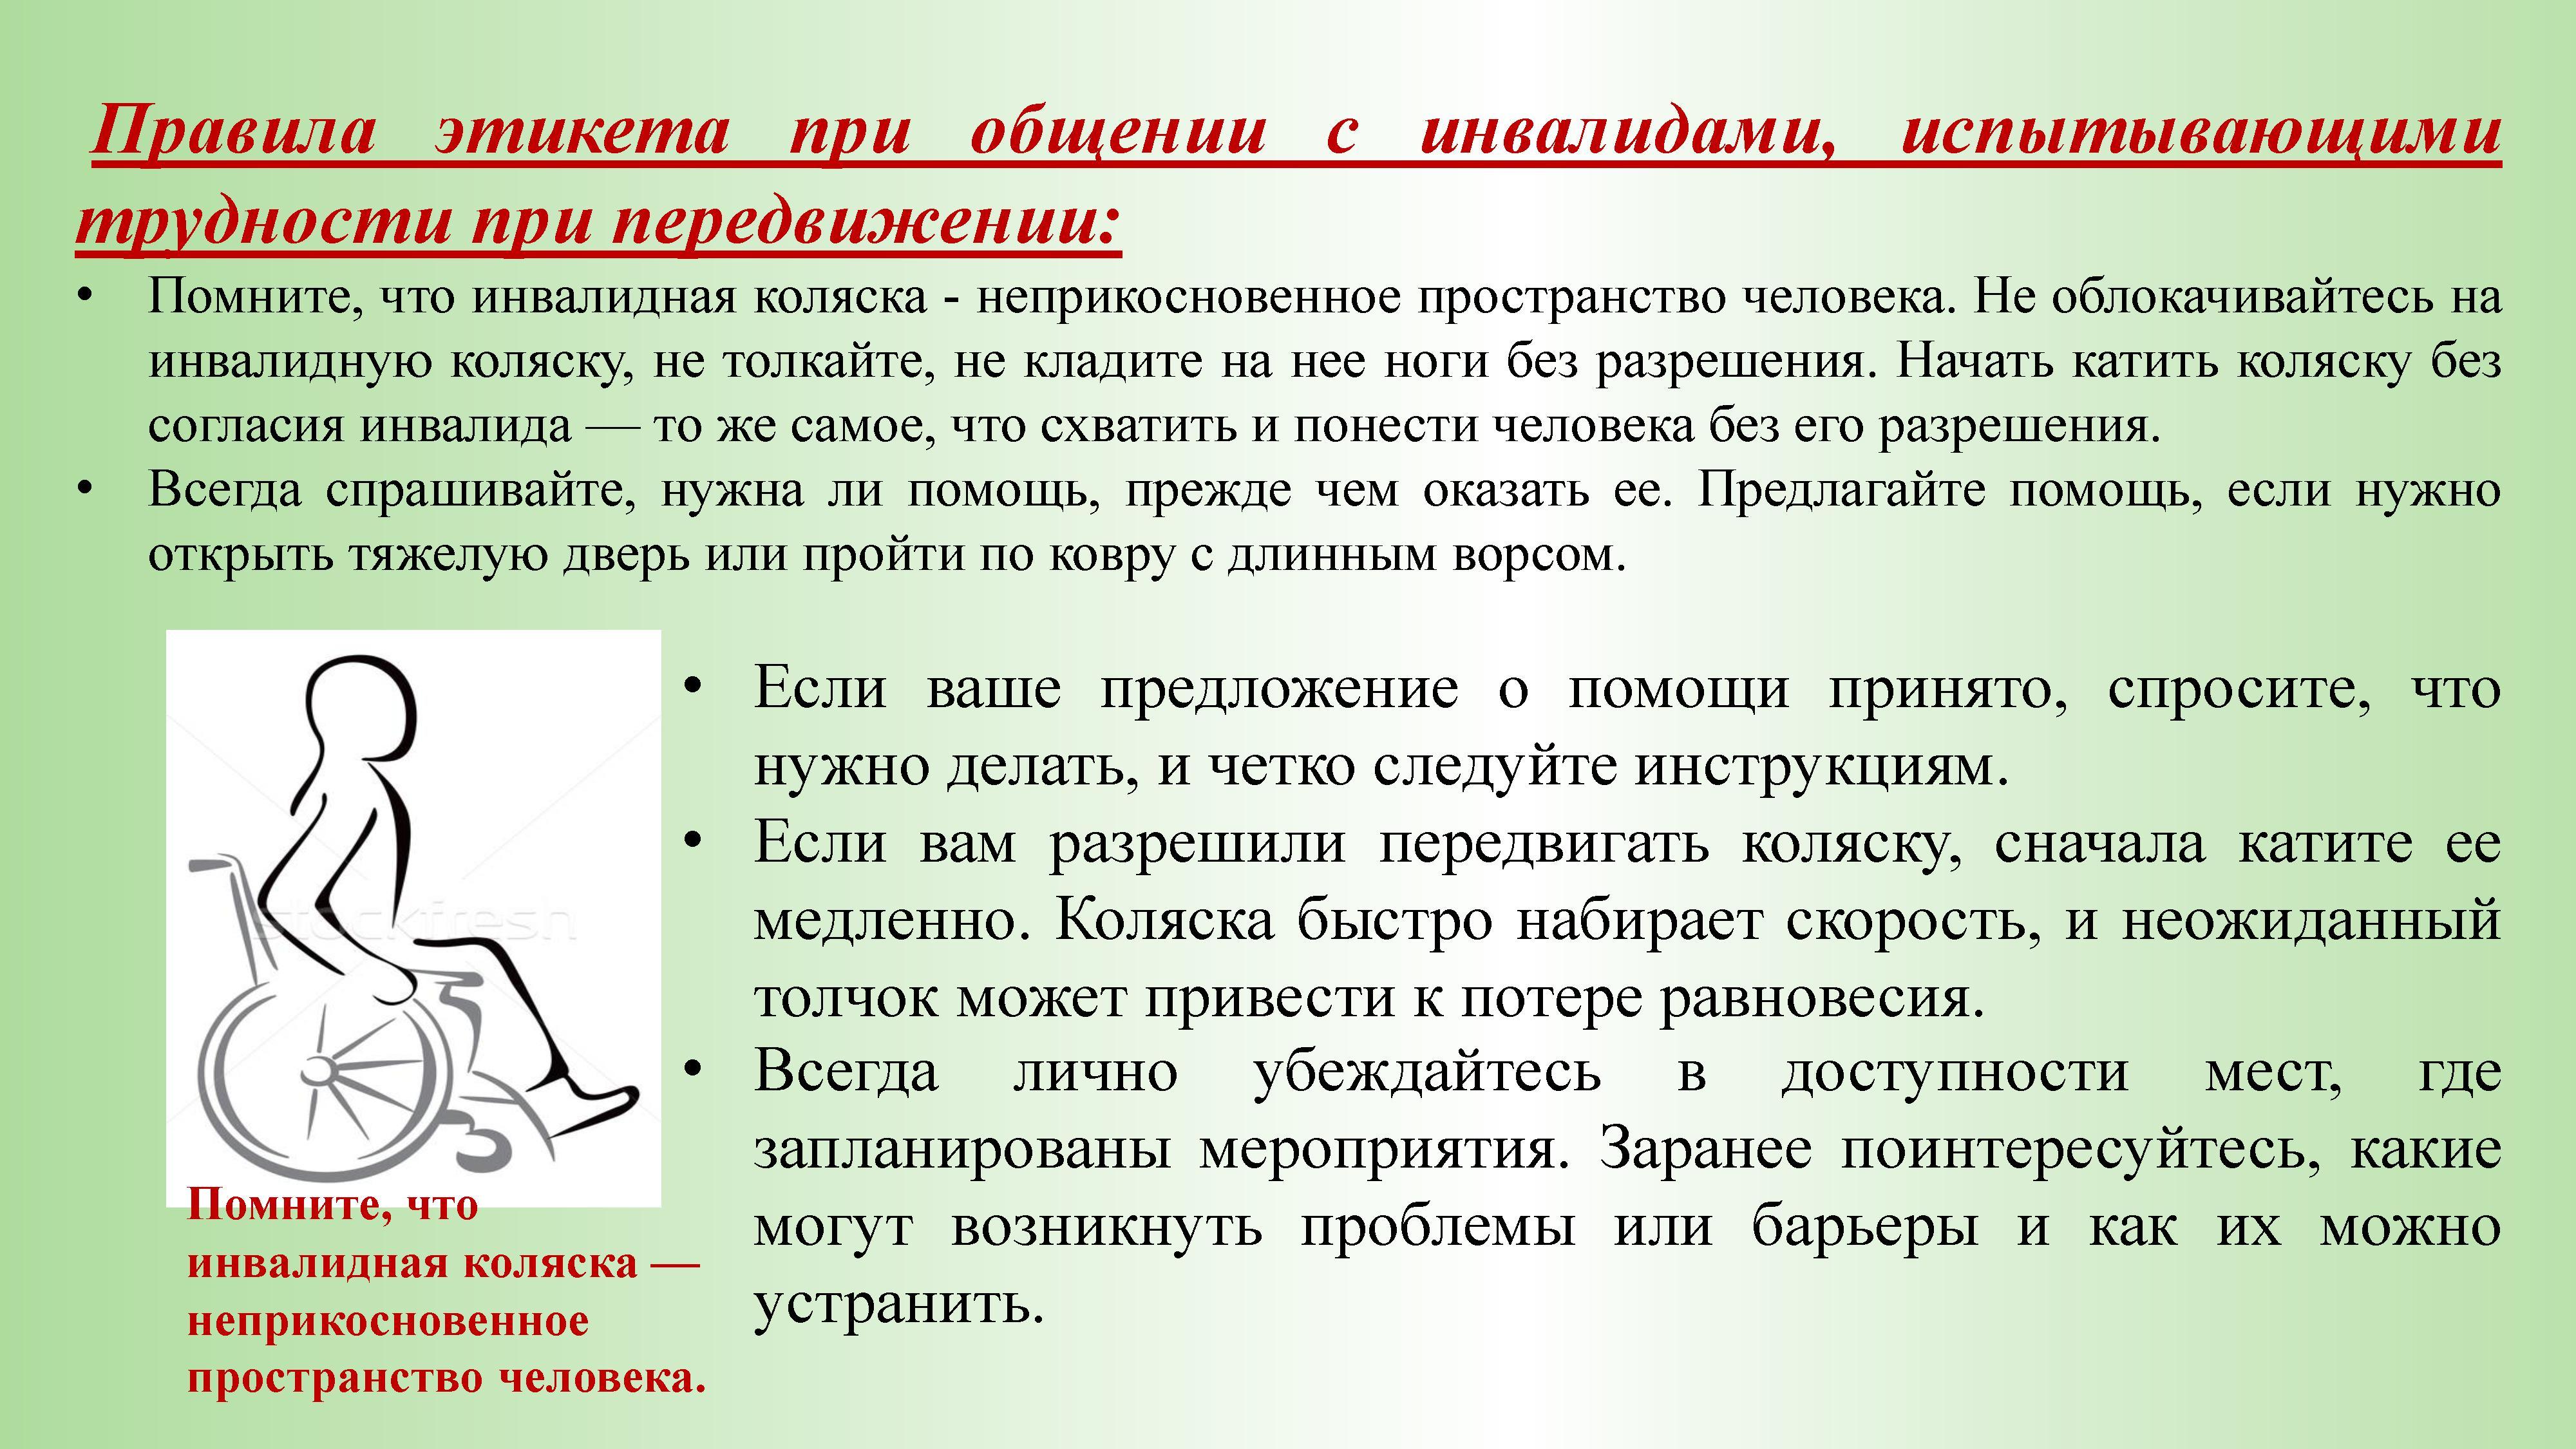 Правила этикета при общении с инвалидами, испытывающими
трудности при передвижении:
• Помните, что инвалидная коляска - неприкосновенное пространство человека. Не облокачивайтесь на
инвалидную коляску, не толкайте, не кладите на нее ноги без разрешения. Начать катить коляску без
согласия инвалида — то же самое, что схватить и понести человека без его разрешения.
• Всегда спрашивайте, нужна ли помощь, прежде чем оказать ее. Предлагайте помощь, если нужно
открыть тяжелую дверь или пройти по ковру с длинным ворсом.
• Если ваше предложение о помощи принято, спросите, что
нужно делать, и четко следуйте инструкциям.
• Если вам разрешили передвигать коляску, сначала катите ее
медленно. Коляска быстро набирает скорость, и неожиданный
толчок может привести к потере равновесия.
• Всегда лично убеждайтесь в доступности мест, где
запланированы мероприятия. Заранее поинтересуйтесь, какие
могут возникнуть проблемы или барьеры и как их можно
устранить.
stockfresh
Помните, что
инвалидная коляска —
неприкосновенное
пространство человека.